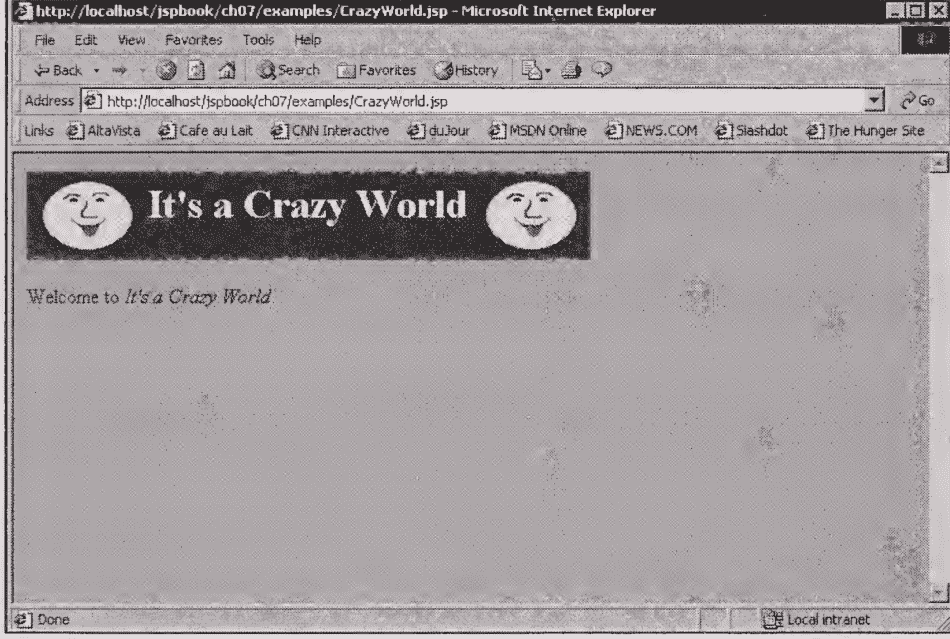 http://localhost/jspbook/ch07/examples/CrazyWorld.jsp - Microsoft Internet Explorer
File Edit View Favorites Tools Help
Back Search Favorites History
Address http://localhost/jspbook/ch07/examples/CrazyWorld.jsp Go
Links AltaVista Cafe au Lait CNN Interactive duJour MSDN Online NEWS.COM Slashdot The Hunger Site
It's a Crazy World
Welcome to It's a Crazy World.
Done Local intranet